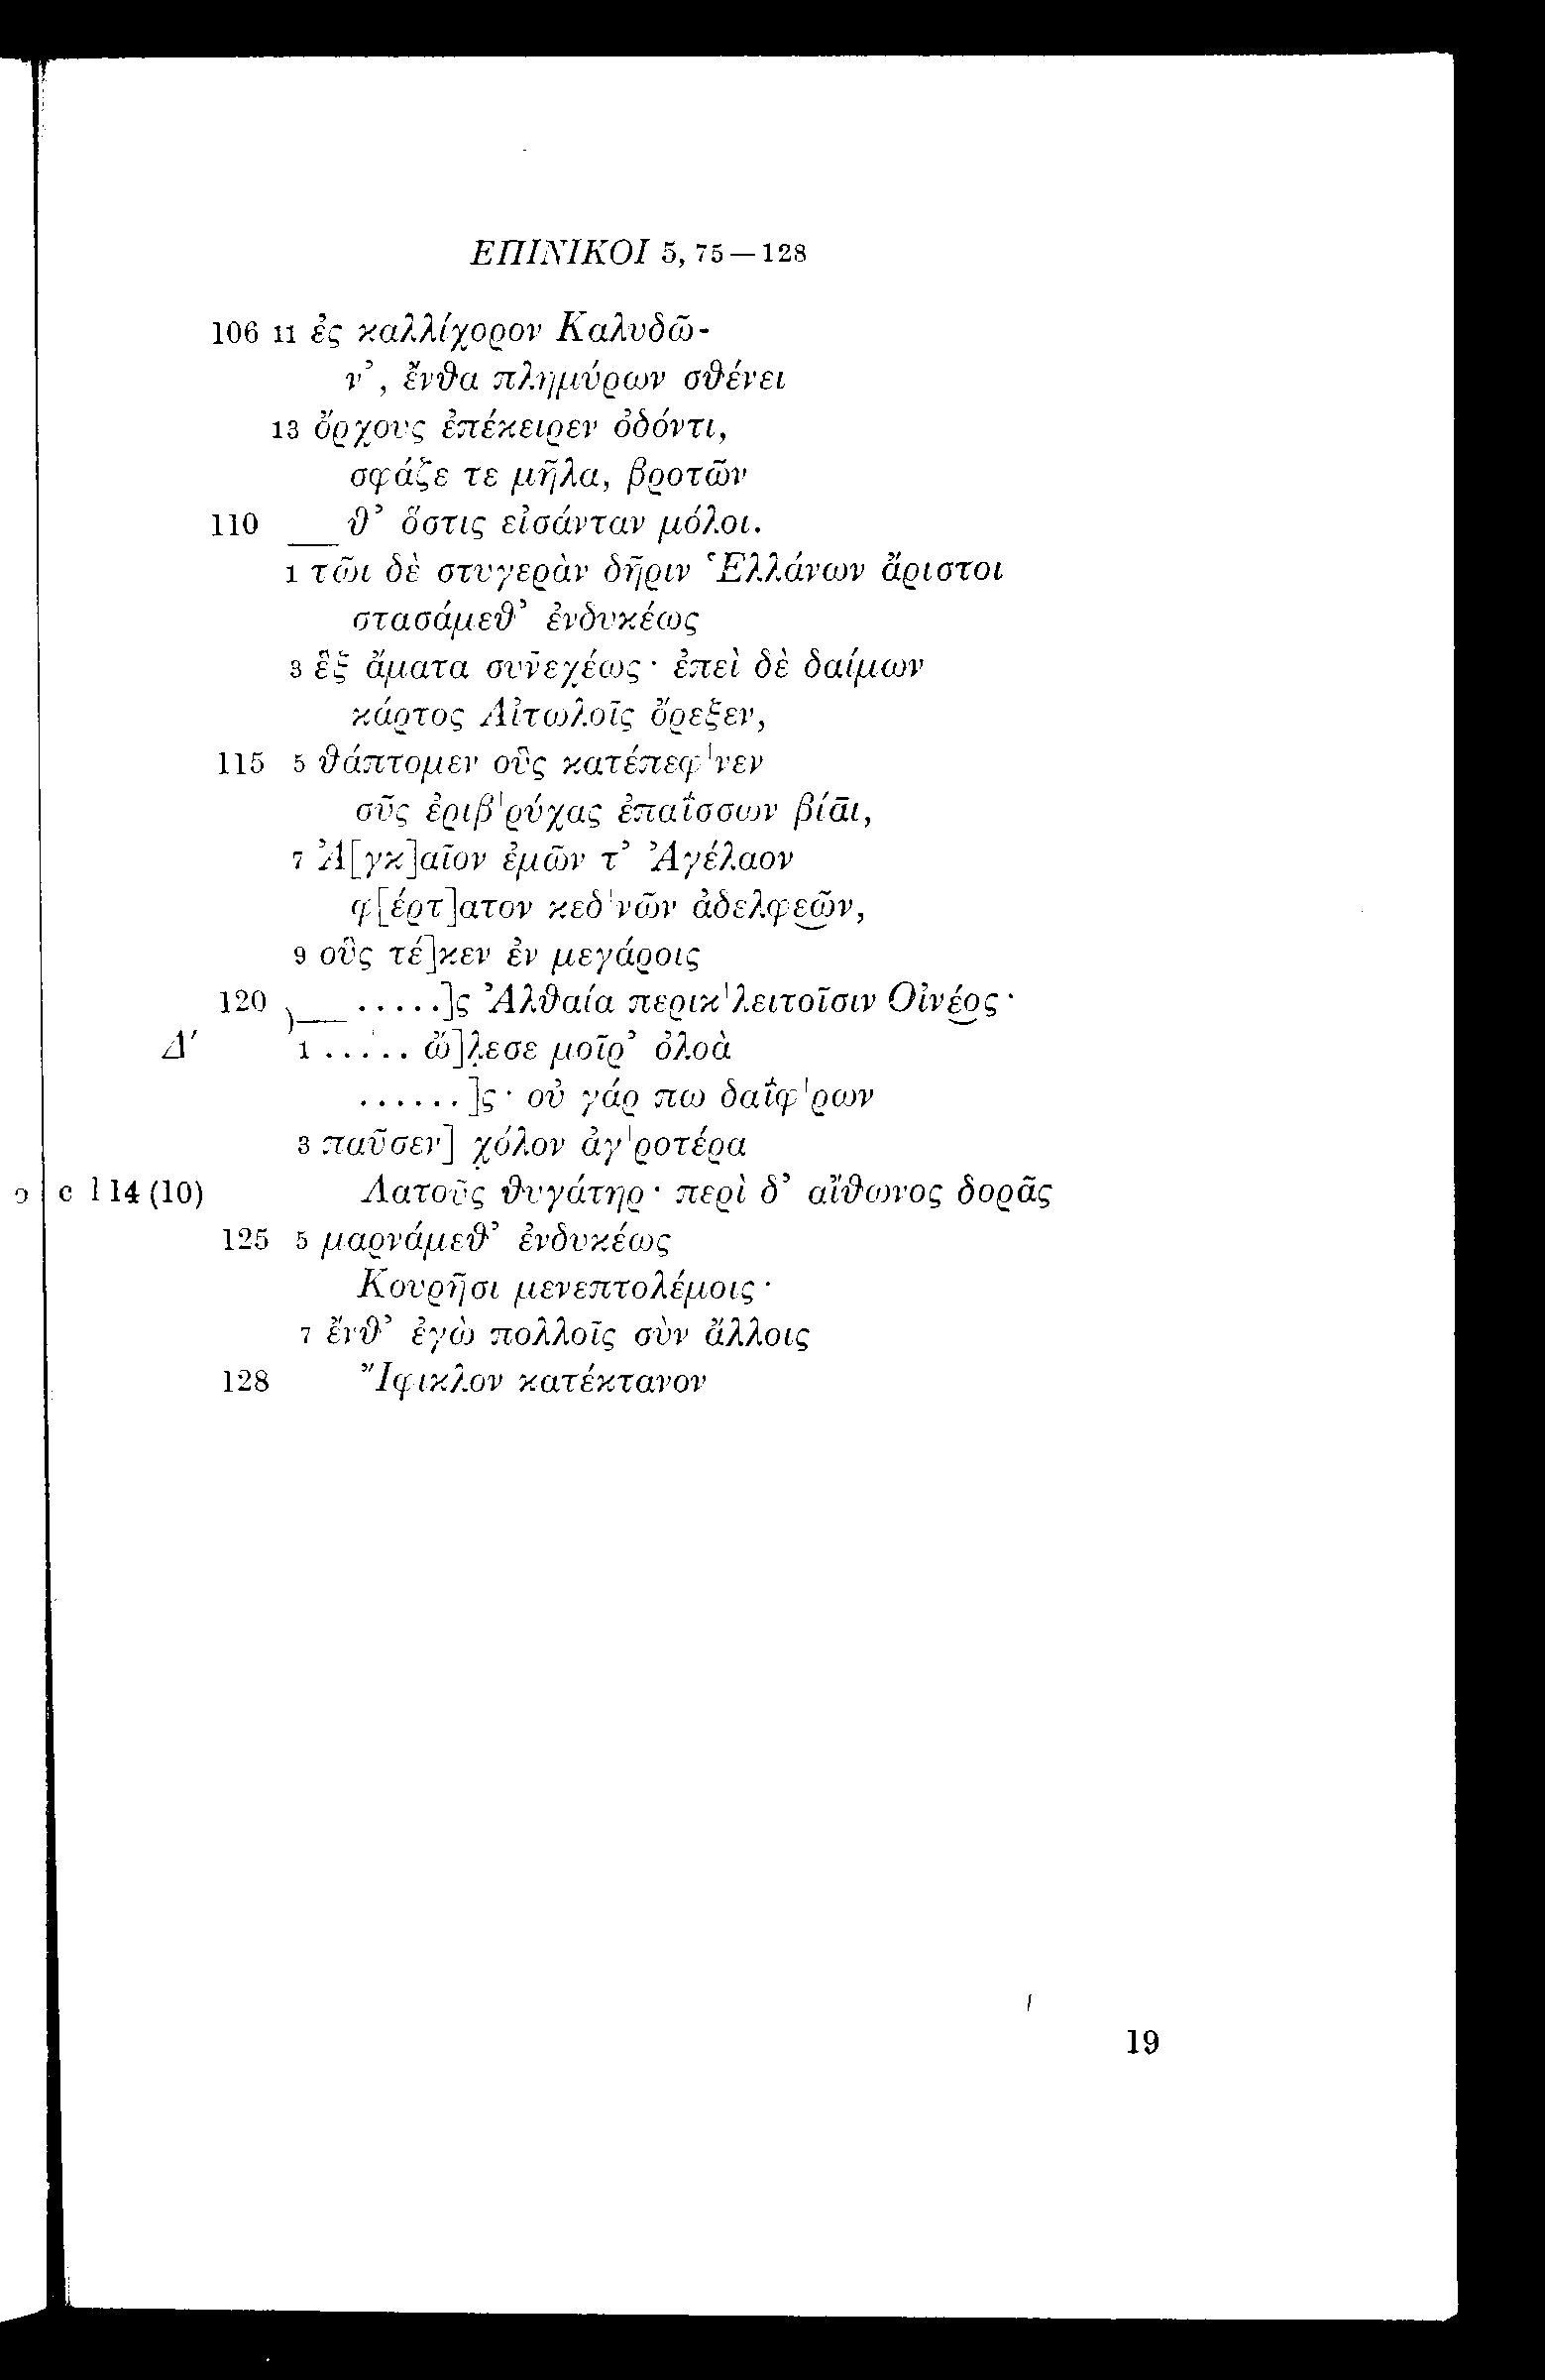 ΕΠΙΝΙΚΟΙ 5, 75—128
106 11 ἐς καλλίχορον Καλυδῶ-
ν', ἔνθα πλημύρων σθένει
13 ὄρχους ἐπέκειρεν ὀδόντι,
σφάζε τε μῆλα, βροτῶν
110 θ' ὅστις εἰσάνταν μόλοι.
1 τῶι δὲ στυγερὰν δῆριν Ἑλλάνων ἄριστοι
στασάμεθ' ἐνδυκέως
3 ἓξ ἄματα συν̄εχέως· ἐπεὶ δὲ δαίμων
κάρτος Αἰτωλοῖς ὄρεξεν,
115 5 θάπτομεν οὓς κατέπεφ'νεν
σῦς ἐριβ'ρύχας ἐπαΐσσων βίᾱι,
7 Ἀ[γκ]αῖον ἐμῶν τ' Ἀγέλαον
φ[έρτ]ατον κεδ'νῶν ἀδελφε͜ῶν,
9 οὓς τέ]κεν ἐν μεγάροις
120 .....]ς Ἀλθαία περικ'λειτοῖσιν Οἰνέ͜ος·
Δ' 1 ..... ὤ]λ̣εσε μοῖρ' ὀλοὰ
......]ς· οὐ γάρ πω δαΐφ'ρων
3 παῦσεν] χόλον ἀγ'ροτέρα
c 114 (10) Λατοῦς θυγάτηρ· περὶ δ' αἴθωνος δορᾶς
125 5 μαρνάμεθ' ἐνδυκέως
Κουρῆσι μενεπτολέμοις·
7 ἔνθ' ἐγὼ πολλοῖς σὺν ἄλλοις
128 Ἴφικλον κατέκτανον
19